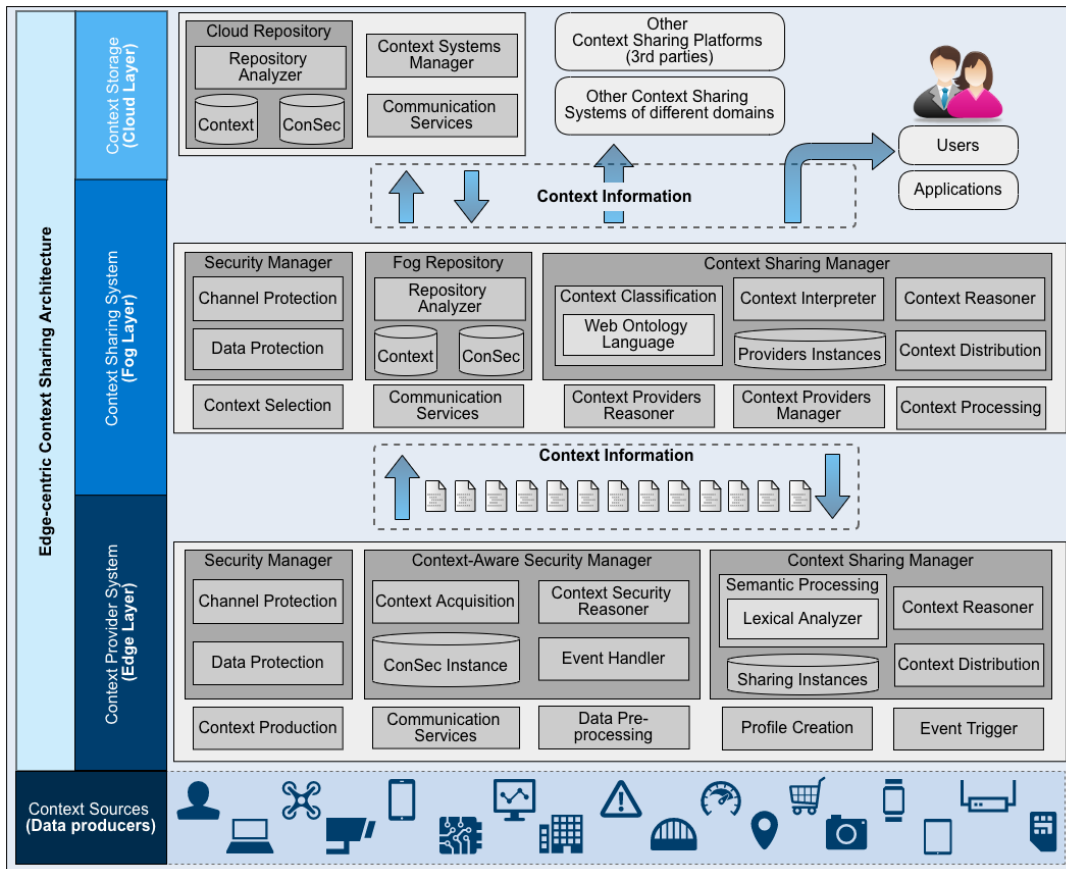 Edge-centric Context Sharing Architecture
Context Storage
(Cloud Layer)
Cloud Repository
Repository
Analyzer
Context
ConSec
Context Systems
Manager
Communication
Services
Other
Context Sharing Platforms
(3rd parties)
Other Context Sharing
Systems of different domains
Users
Applications
Context Information
Context Sharing System
(Fog Layer)
Security Manager
Channel Protection
Data Protection
Fog Repository
Repository
Analyzer
Context
ConSec
Context Sharing Manager
Context Classification
Web Ontology
Language
Context Interpreter
Providers Instances
Context Reasoner
Context Distribution
Context Selection
Communication
Services
Context Providers
Reasoner
Context Providers
Manager
Context Processing
Context Information
Context Provider System
(Edge Layer)
Security Manager
Channel Protection
Data Protection
Context-Aware Security Manager
Context Acquisition
ConSec Instance
Context Security
Reasoner
Event Handler
Context Sharing Manager
Semantic Processing
Lexical Analyzer
Sharing Instances
Context Reasoner
Context Distribution
Context Production
Communication
Services
Data Pre-
processing
Profile Creation
Event Trigger
Context Sources
(Data producers)